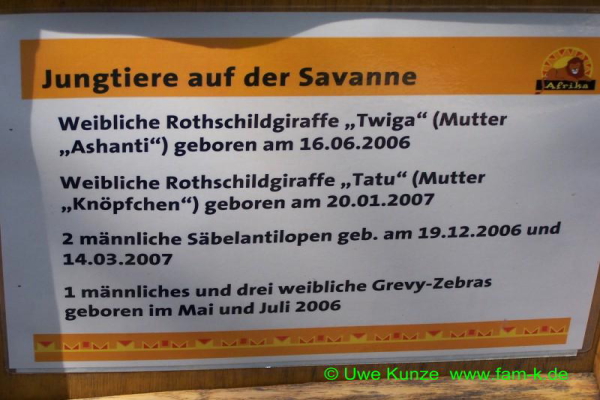 Jungtiere auf der Savanne
Afrika
Weibliche Rothschildgiraffe „Twiga“ (Mutter
„Ashanti“) geboren am 16.06.2006
Weibliche Rothschildgiraffe „Tatu“ (Mutter
„Knöpfchen“) geboren am 20.01.2007
2 männliche Säbelantilopen geb. am 19.12.2006 und
14.03.2007
1 männliches und drei weibliche Grevy-Zebras
geboren im Mai und Juli 2006
© Uwe Kunze www.fam-k.de